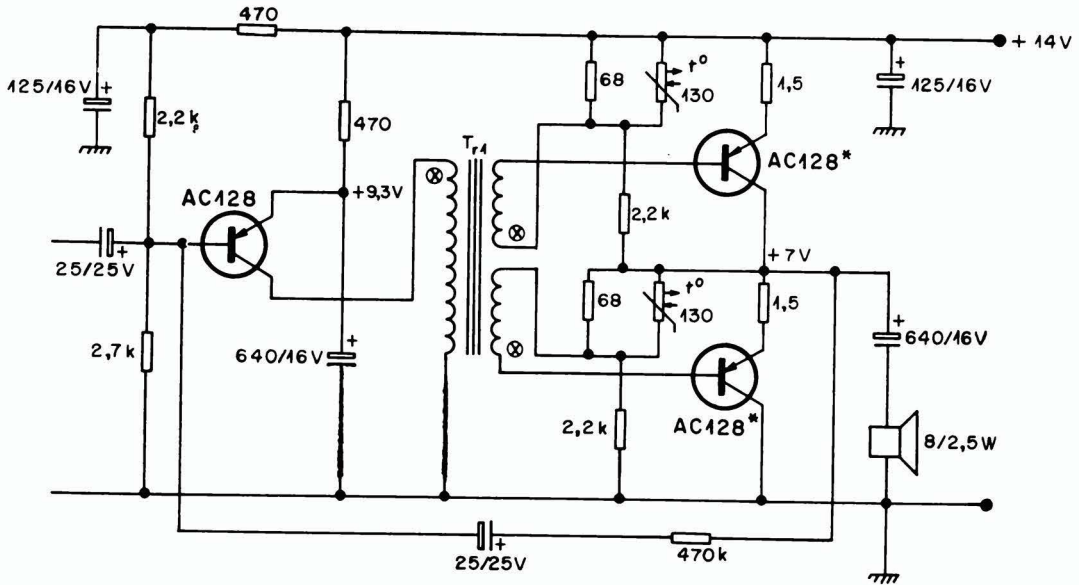 470
+ 14V
125/16V +
2,2k
470
68
t°
130
1,5
+
125/16V
Tr1
AC128*
AC128
+9,3V
2,2k
25/25V
+
+7V
68
t°
130
1,5
2,7k
640/16V +
+
640/16V
2,2k
AC128*
8/2,5W
25/25V
+
470k